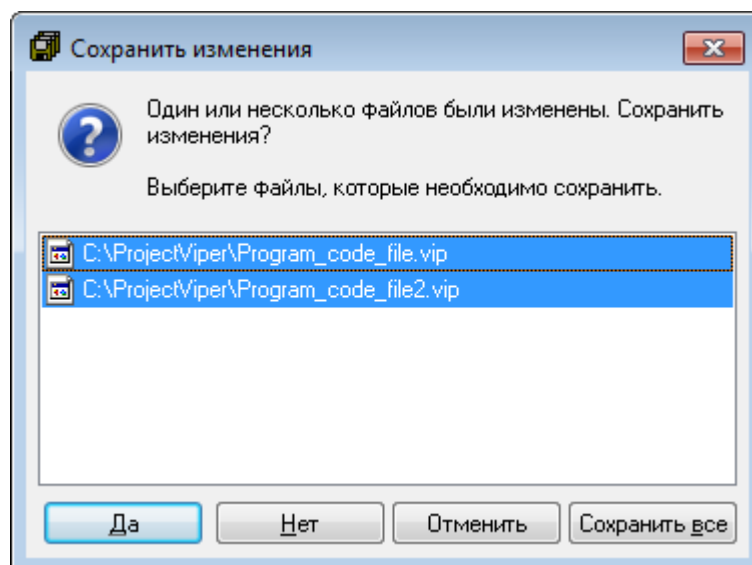 Сохранить изменения
Один или несколько файлов были изменены. Сохранить
изменения?
Выберите файлы, которые необходимо сохранить.
C:\ProjectViper\Program_code_file.vip
C:\ProjectViper\Program_code_file2.vip
Да Нет Отменить Сохранить все